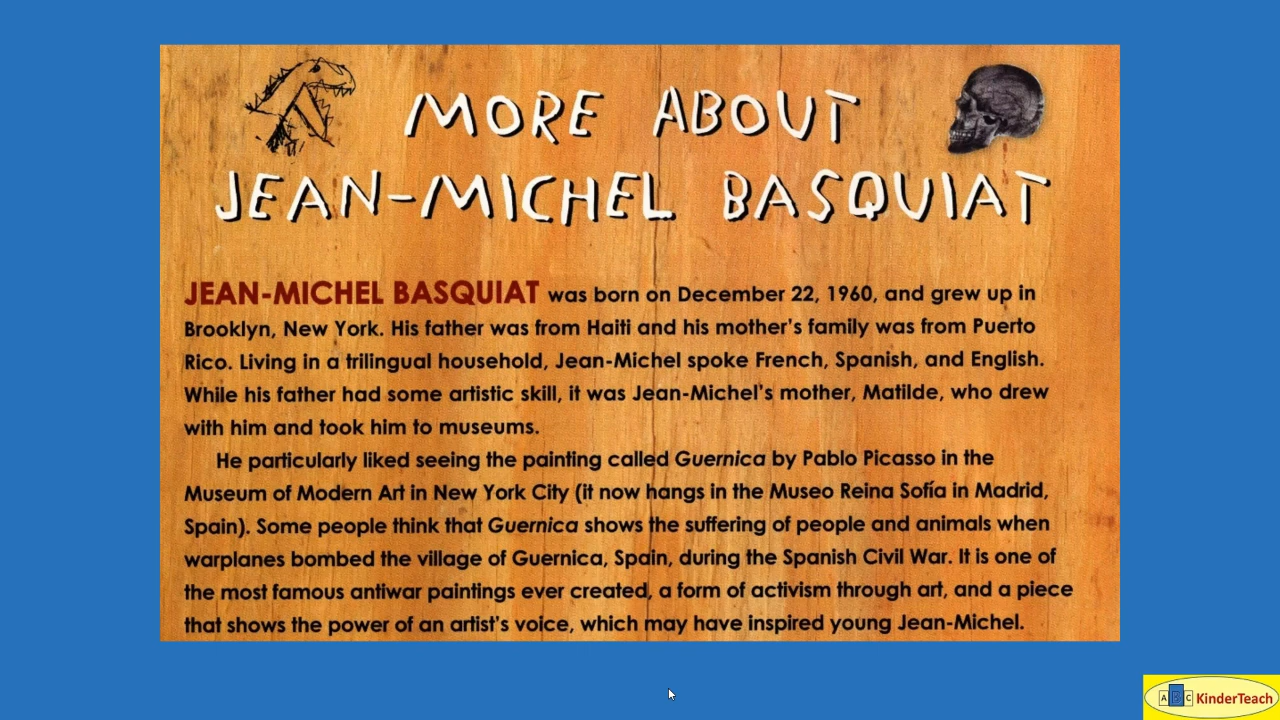 MORE ABOUT
JEAN-MICHEL BASQUIAT
JEAN-MICHEL BASQUIAT was born on December 22, 1960, and grew up in
Brooklyn, New York. His father was from Haiti and his mother's family was from Puerto
Rico. Living in a trilingual household, Jean-Michel spoke French, Spanish, and English.
While his father had some artistic skill, it was Jean-Michel's mother, Matilde, who drew
with him and took him to museums.
He particularly liked seeing the painting called Guernica by Pablo Picasso in the
Museum of Modern Art in New York City (it now hangs in the Museo Reina Sofía in Madrid,
Spain). Some people think that Guernica shows the suffering of people and animals when
warplanes bombed the village of Guernica, Spain, during the Spanish Civil War. It is one of
the most famous antiwar paintings ever created, a form of activism through art, and a piece
that shows the power of an artist's voice, which may have inspired young Jean-Michel.
A B C KinderTeach